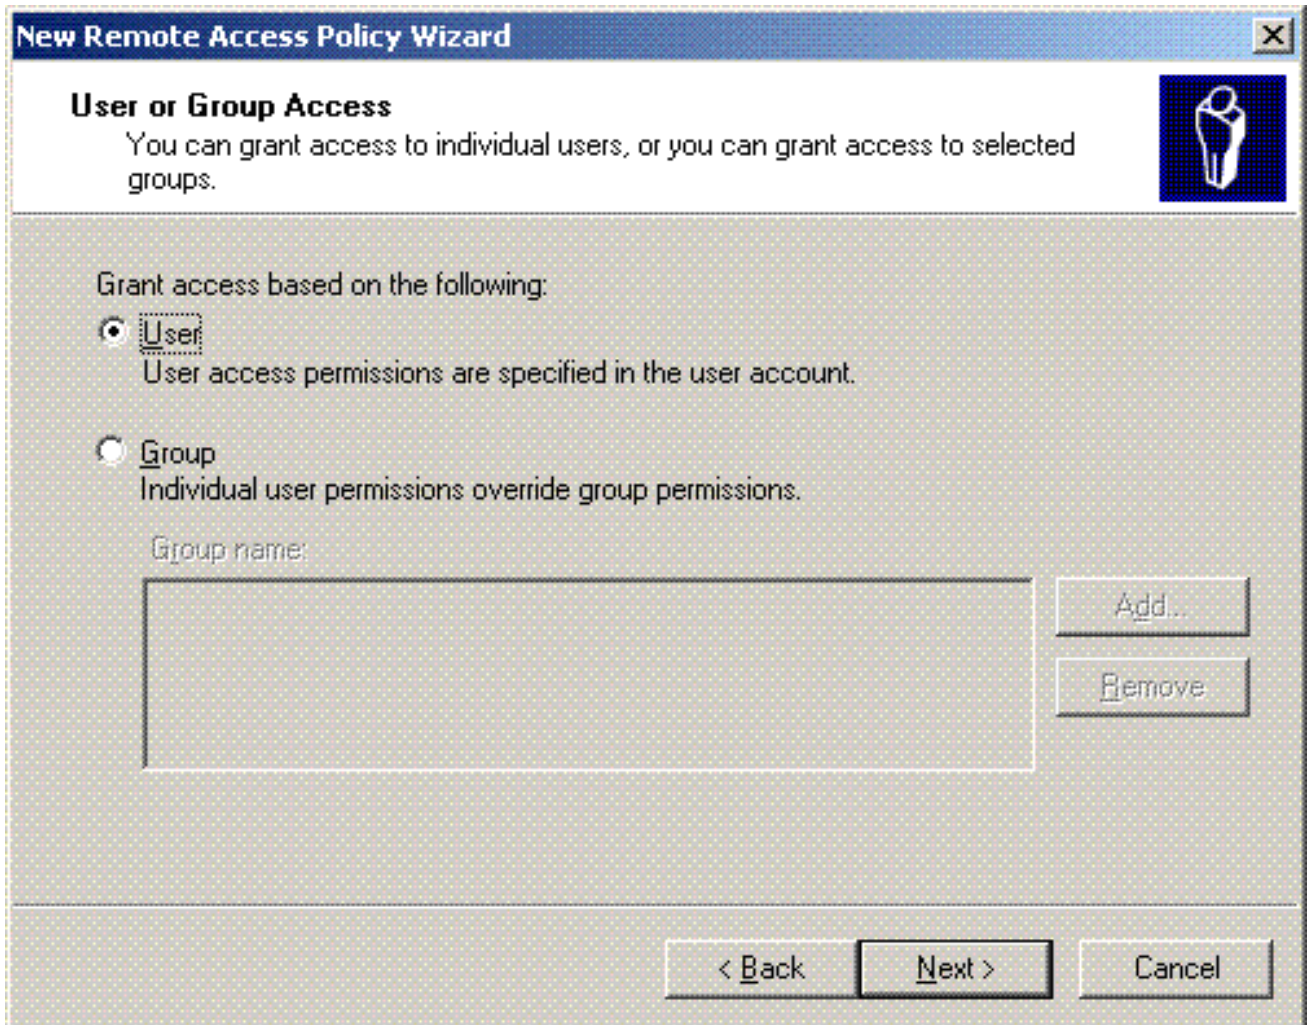 New Remote Access Policy Wizard
User or Group Access
You can grant access to individual users, or you can grant access to selected
groups.
Grant access based on the following:
User
User access permissions are specified in the user account.
Group
Individual user permissions override group permissions.
Group name:
Add...
Remove
< Back
Next >
Cancel